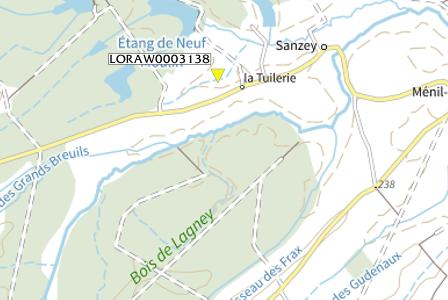 Étang de Neuf
Moulin
LORAW0003138
Sanzey
la Tuilerie
Ménil-
des Grands Breuils
238
Bois de Lagney
sseau des Frax
des Gudenaux